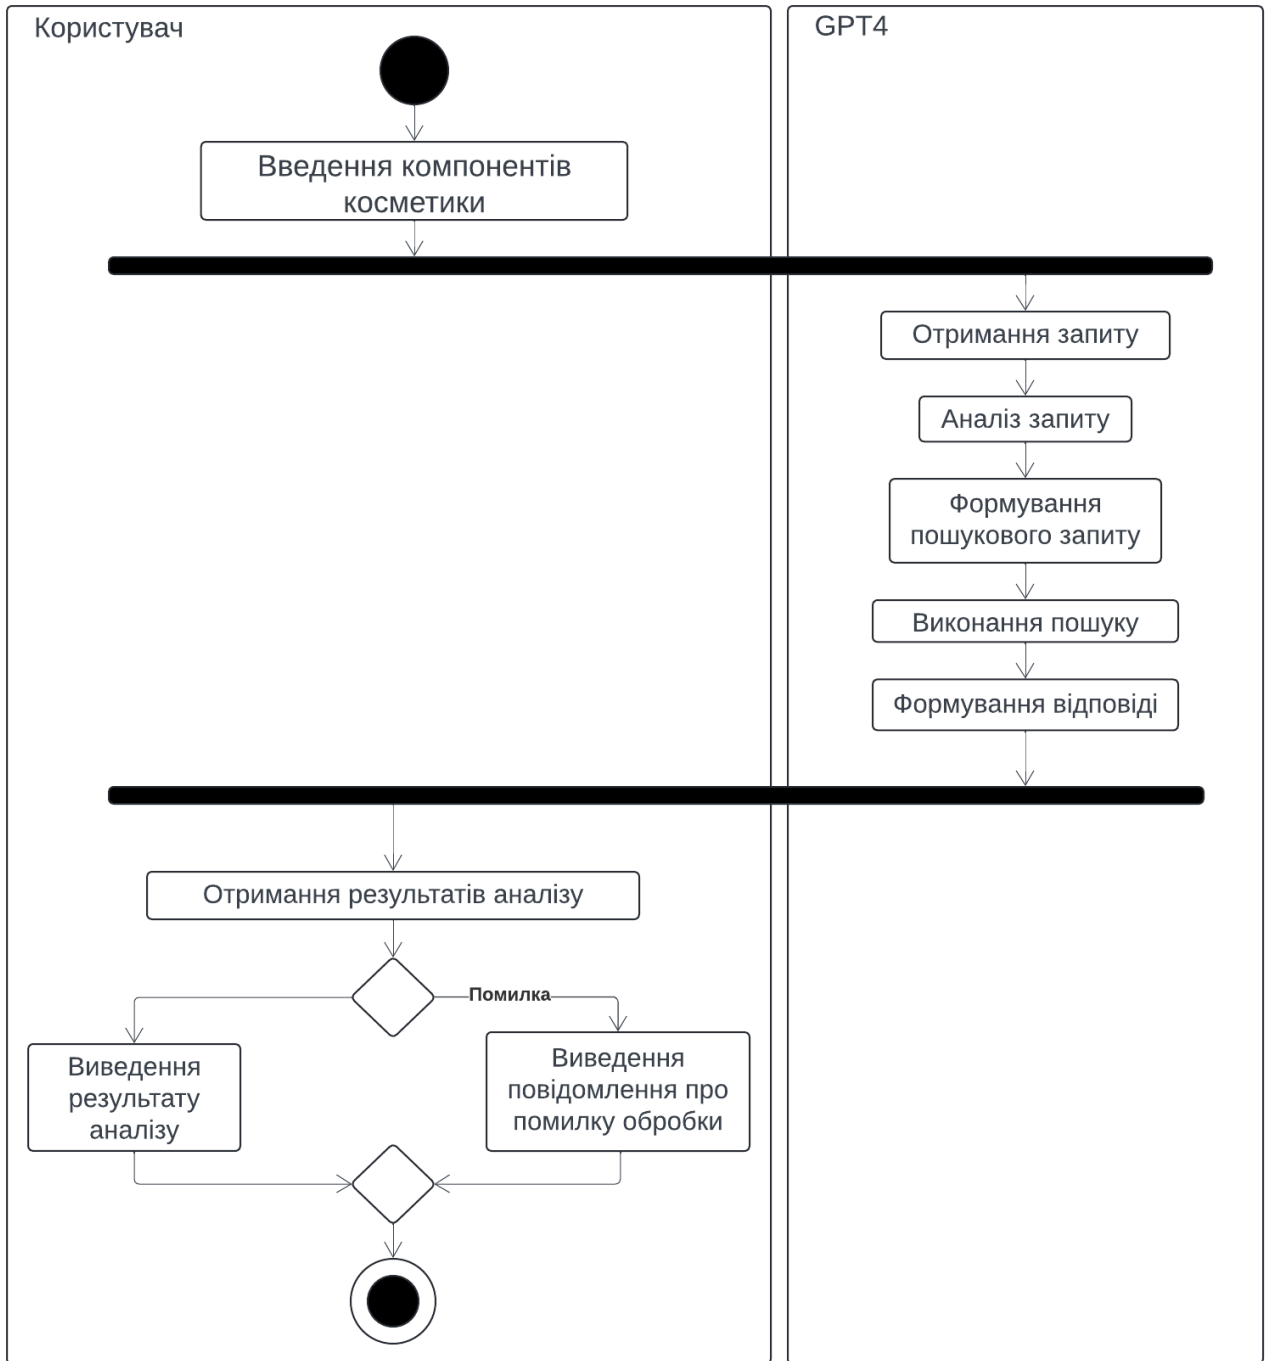 Користувач
GPT4
Введення компонентів
косметики
Отримання запиту
Аналіз запиту
Формування
пошукового запиту
Виконання пошуку
Формування відповіді
Отримання результатів аналізу
Помилка
Виведення
результату
аналізу
Виведення
повідомлення про
помилку обробки